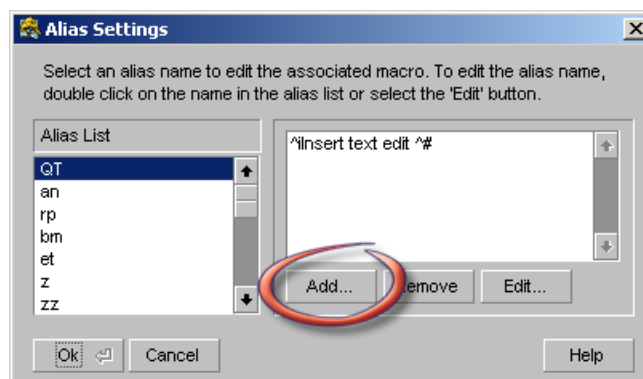 Alias Settings
Select an alias name to edit the associated macro. To edit the alias name,
double click on the name in the alias list or select the 'Edit' button.
Alias List
^iInsert text edit ^#
QT
an
rp
bm
et
z
zz
Add...
emove
Edit...
Ok
Cancel
Help